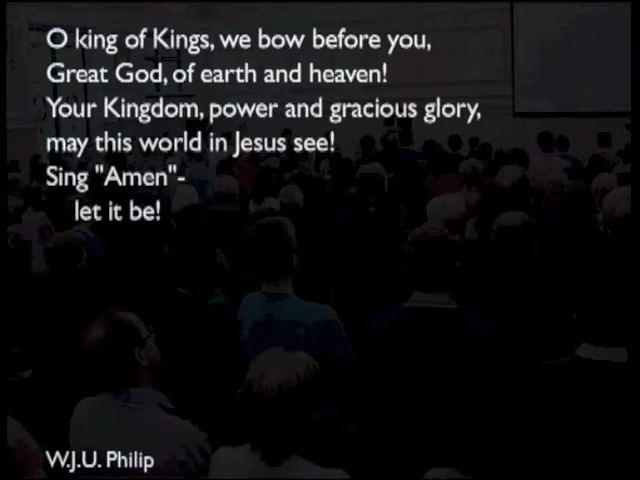 O king of Kings, we bow before you,
Great God, of earth and heaven!
Your Kingdom, power and gracious glory,
may this world in Jesus see!
Sing "Amen"-
let it be!
W.J.U. Philip